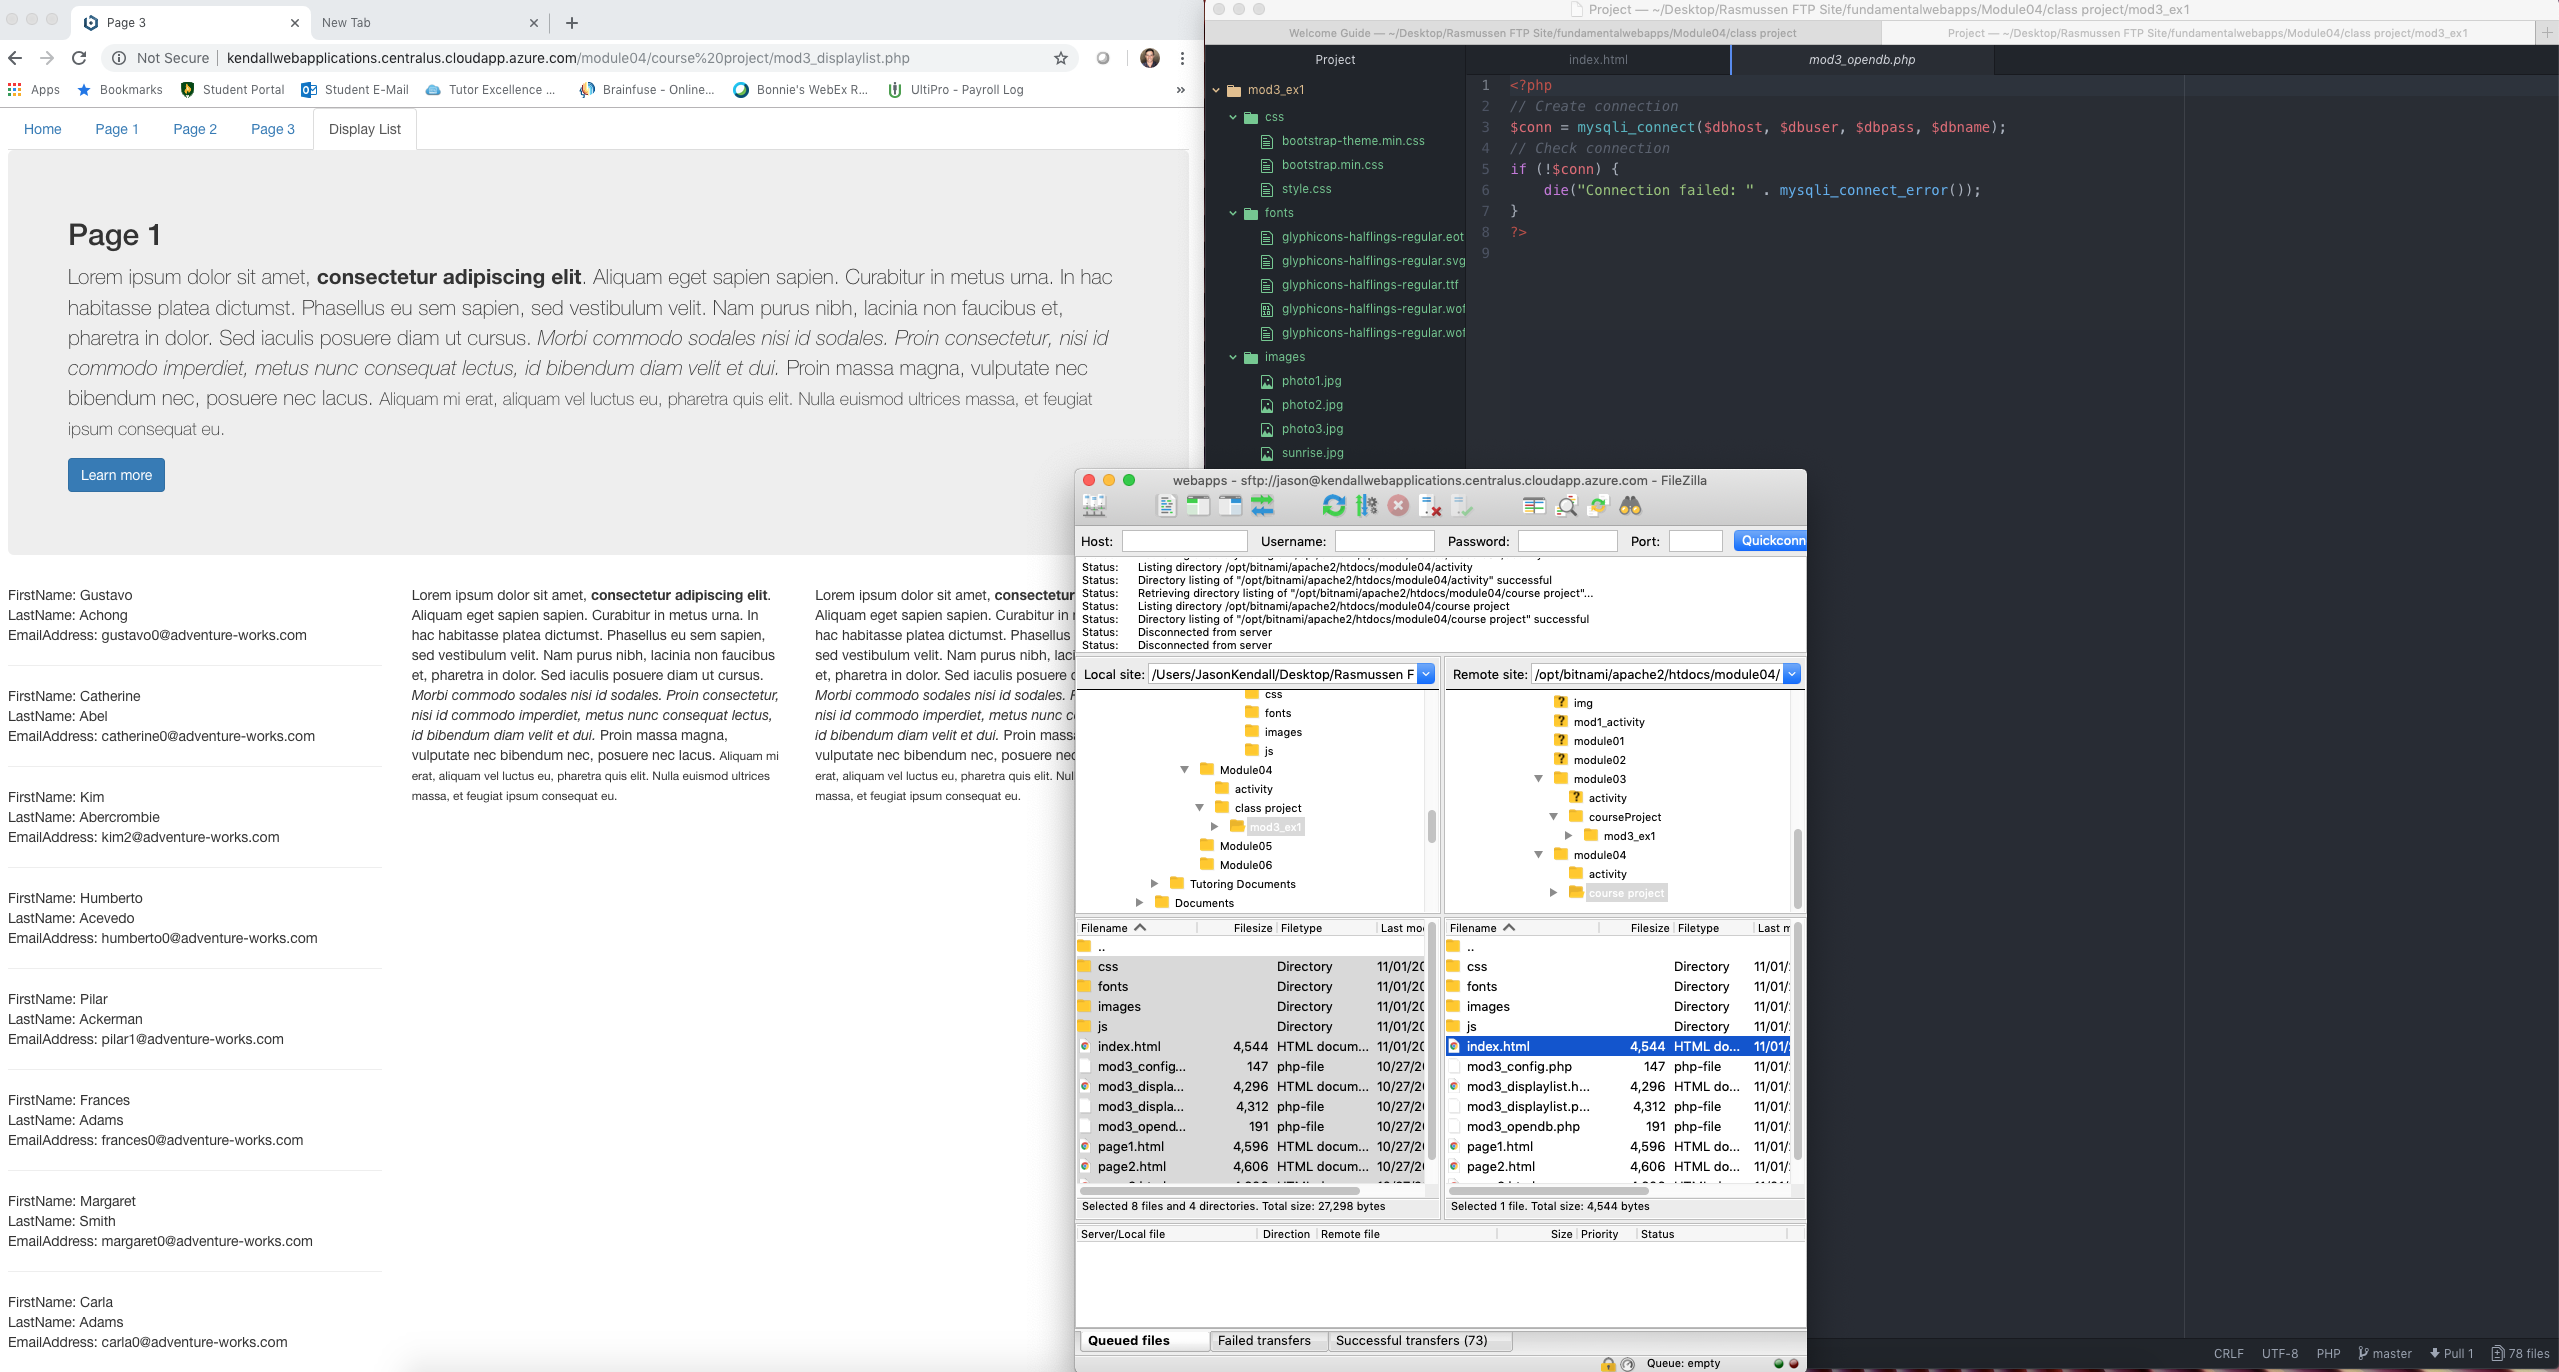 Page 3
New Tab
Not Secure | kendallwebapplications.centralus.cloudapp.azure.com/module04/course%20project/mod3_displaylist.php
Apps
Bookmarks
Student Portal
Student E-Mail
Tutor Excellence ...
Brainfuse - Online...
Bonnie's WebEx R...
UltiPro - Payroll Log
»
Home
Page 1
Page 2
Page 3
Display List
Page 1
Lorem ipsum dolor sit amet, consectetur adipiscing elit. Aliquam eget sapien sapien. Curabitur in metus urna. In hac
habitasse platea dictumst. Phasellus eu sem sapien, sed vestibulum velit. Nam purus nibh, lacinia non faucibus et,
pharetra in dolor. Sed iaculis posuere diam ut cursus. Morbi commodo sodales nisi id sodales. Proin consectetur, nisi id
commodo imperdiet, metus nunc consequat lectus, id bibendum diam velit et dui. Proin massa magna, vulputate nec
bibendum nec, posuere nec lacus. Aliquam mi erat, aliquam vel luctus eu, pharetra quis elit. Nulla euismod ultrices massa, et feugiat
ipsum consequat eu.
Learn more
FirstName: Gustavo
LastName: Achong
EmailAddress: gustavo0@adventure-works.com
FirstName: Catherine
LastName: Abel
EmailAddress: catherine0@adventure-works.com
FirstName: Kim
LastName: Abercrombie
EmailAddress: kim2@adventure-works.com
FirstName: Humberto
LastName: Acevedo
EmailAddress: humberto0@adventure-works.com
FirstName: Pilar
LastName: Ackerman
EmailAddress: pilar1@adventure-works.com
FirstName: Frances
LastName: Adams
EmailAddress: frances0@adventure-works.com
FirstName: Margaret
LastName: Smith
EmailAddress: margaret0@adventure-works.com
FirstName: Carla
LastName: Adams
EmailAddress: carla0@adventure-works.com
Lorem ipsum dolor sit amet, consectetur adipiscing elit.
Aliquam eget sapien sapien. Curabitur in metus urna. In
hac habitasse platea dictumst. Phasellus eu sem sapien,
sed vestibulum velit. Nam purus nibh, lacinia non faucibus
et, pharetra in dolor. Sed iaculis posuere diam ut cursus.
Morbi commodo sodales nisi id sodales. Proin consectetur,
nisi id commodo imperdiet, metus nunc consequat lectus,
id bibendum diam velit et dui. Proin massa magna,
vulputate nec bibendum nec, posuere nec lacus. Aliquam mi
erat, aliquam vel luctus eu, pharetra quis elit. Nulla euismod ultrices
massa, et feugiat ipsum consequat eu.
Lorem ipsum dolor sit amet, consectetur
Aliquam eget sapien sapien. Curabitur in
hac habitasse platea dictumst. Phasellus
sed vestibulum velit. Nam purus nibh,
et, pharetra in dolor. Sed iaculis posuere
Morbi commodo sodales nisi id sodales.
nisi id commodo imperdiet, metus nunc
id bibendum diam velit et dui. Proin
vulputate nec bibendum nec, posuere
erat, aliquam vel luctus eu, pharetra quis elit.
massa, et feugiat ipsum consequat eu.
Project — ~/Desktop/Rasmussen FTP Site/fundamentalwebapps/Module04/class project/mod3_ex1
Welcome Guide — ~/Desktop/Rasmussen FTP Site/fundamentalwebapps/Module04/class project
Project — ~/Desktop/Rasmussen FTP Site/fundamentalwebapps/Module04/class project/mod3_ex1
Project
index.html
mod3_opendb.php
mod3_ex1
css
bootstrap-theme.min.css
bootstrap.min.css
style.css
fonts
glyphicons-halflings-regular.eot
glyphicons-halflings-regular.svg
glyphicons-halflings-regular.ttf
glyphicons-halflings-regular.wof
glyphicons-halflings-regular.wof
images
photo1.jpg
photo2.jpg
photo3.jpg
sunrise.jpg
1 <?php
2 // Create connection
3 $conn = mysqli_connect($dbhost, $dbuser, $dbpass, $dbname);
4 // Check connection
5 if (!$conn) {
6 die("Connection failed: " . mysqli_connect_error());
7 }
8 ?>
9
webapps - sftp://jason@kendallwebapplications.centralus.cloudapp.azure.com - FileZilla
Host:
Username:
Password:
Port:
Quickconn
Status: Listing directory /opt/bitnami/apache2/htdocs/module04/activity
Status: Directory listing of "/opt/bitnami/apache2/htdocs/module04/activity" successful
Status: Retrieving directory listing of "/opt/bitnami/apache2/htdocs/module04/course project"...
Status: Listing directory /opt/bitnami/apache2/htdocs/module04/course project
Status: Directory listing of "/opt/bitnami/apache2/htdocs/module04/course project" successful
Status: Disconnected from server
Status: Disconnected from server
Local site: /Users/JasonKendall/Desktop/Rasmussen F
css
fonts
images
js
Module04
activity
class project
mod3_ex1
Module05
Module06
Tutoring Documents
Documents
Remote site: /opt/bitnami/apache2/htdocs/module04/
img
mod1_activity
module01
module02
module03
activity
courseProject
mod3_ex1
module04
activity
course project
Filename Filesize Filetype Last mo
..
css Directory 11/01/20
fonts Directory 11/01/20
images Directory 11/01/20
js Directory 11/01/20
index.html 4,544 HTML docum... 11/01/20
mod3_config... 147 php-file 10/27/20
mod3_displa... 4,296 HTML docum... 10/27/20
mod3_displa... 4,312 php-file 10/27/20
mod3_opend... 191 php-file 10/27/20
page1.html 4,596 HTML docum... 10/27/20
page2.html 4,606 HTML docum... 10/27/20
Selected 8 files and 4 directories. Total size: 27,298 bytes
Filename Filesize Filetype Last m
..
css Directory 11/01/
fonts Directory 11/01/
images Directory 11/01/
js Directory 11/01/
index.html 4,544 HTML do... 11/01/
mod3_config.php 147 php-file 11/01/
mod3_displaylist.h... 4,296 HTML do... 11/01/
mod3_displaylist.p... 4,312 php-file 11/01/
mod3_opendb.php 191 php-file 11/01/
page1.html 4,596 HTML do... 11/01/
page2.html 4,606 HTML do... 11/01/
Selected 1 file. Total size: 4,544 bytes
Server/Local file Direction Remote file Size Priority Status
Queued files
Failed transfers
Successful transfers (73)
Queue: empty
CRLF UTF-8 PHP master Pull 1 78 files